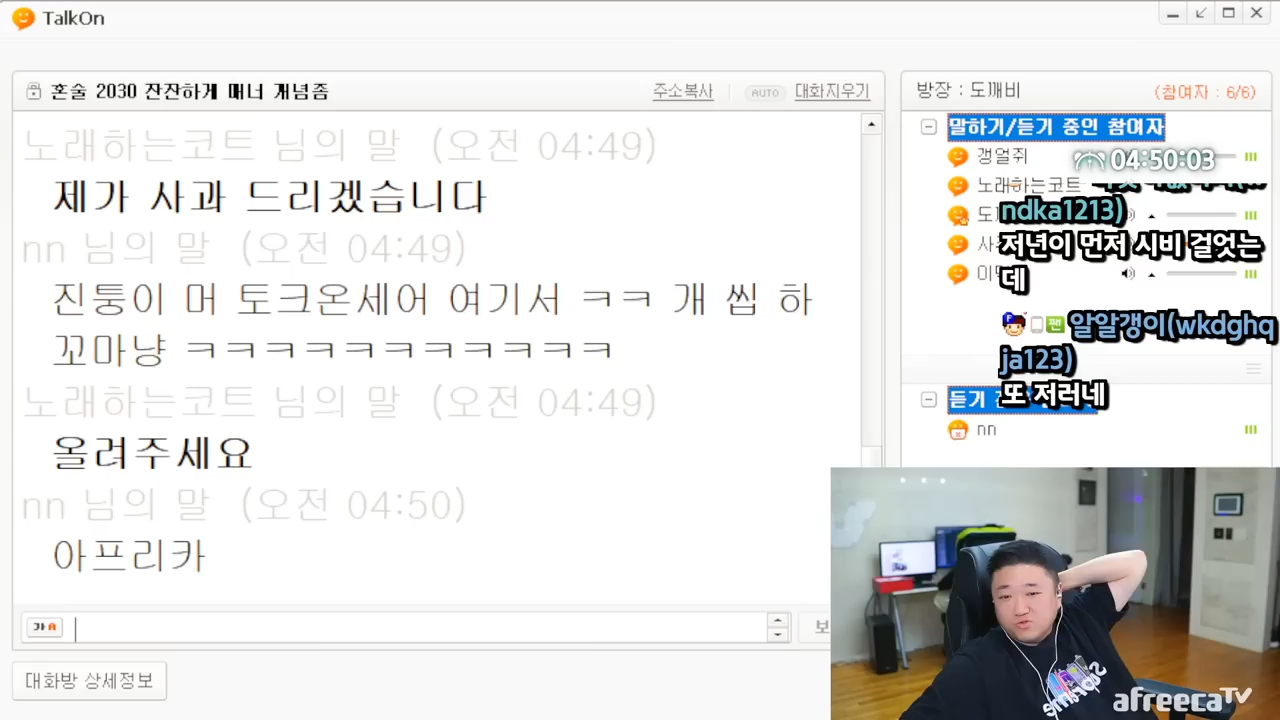 TalkOn
혼술 2030 잔잔하게 매너 개념좀
주소복사
AUTO
대화지우기
노래하는코트 님의 말 (오전 04:49)
제가 사과 드리겠습니다
nn 님의 말 (오전 04:49)
진퉁이 머 토크온세어 여기서 ㅋㅋ 개 씹 하
꼬마냥 ㅋㅋㅋㅋㅋㅋㅋㅋㅋㅋㅋ
노래하는코트 님의 말 (오전 04:49)
올려주세요
nn 님의 말 (오전 04:50)
아프리카
가A
대화방 상세정보
방장 : 도깨비
(참여자 : 6/6)
말하기/듣기 중인 참여자
갱얼쥐
04:50:03
노래하는코트
ndka1213)
저년이 먼저 시비 걸엇는
데
알알갱이(wkdghq
ja123)
또 저러네
듣기
nn
afreecaTV